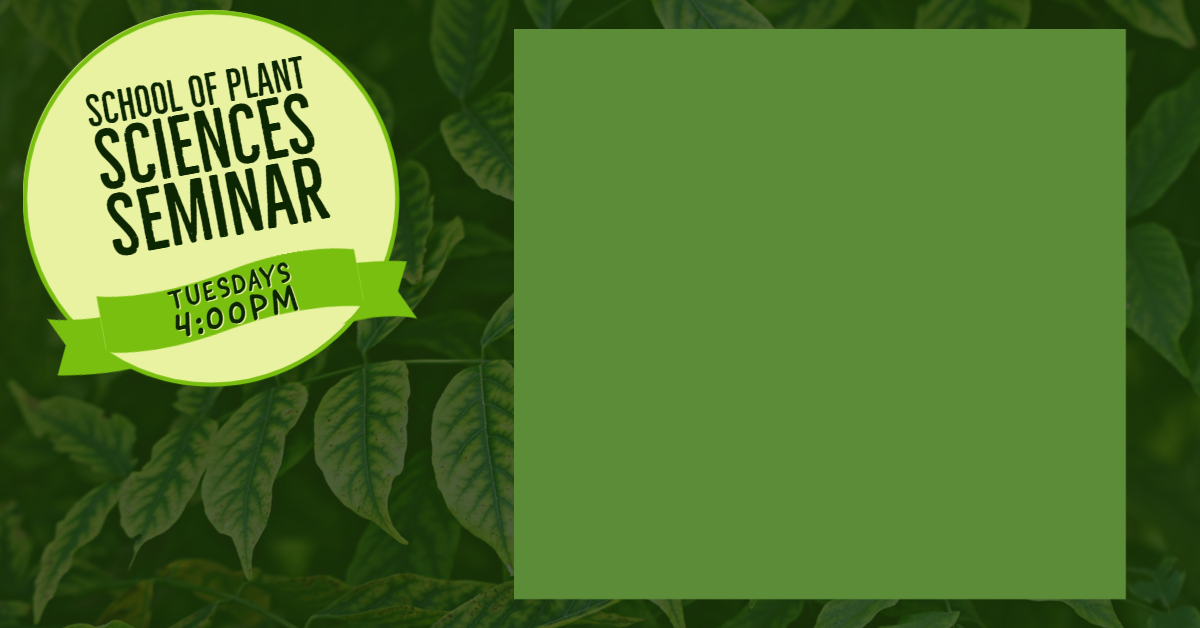 SCHOOL OF PLANT
SCIENCES
SEMINAR
TUESDAYS
4:00PM